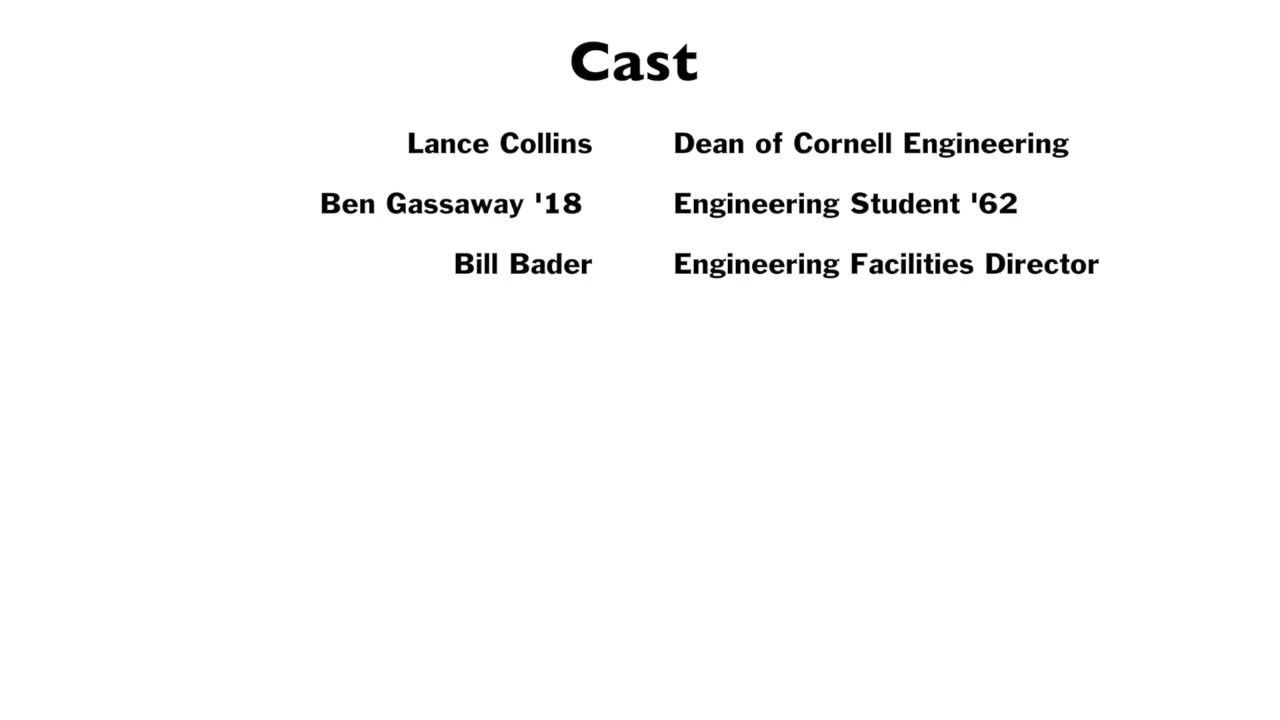 Cast
Lance Collins Dean of Cornell Engineering
Ben Gassaway '18 Engineering Student '62
Bill Bader Engineering Facilities Director